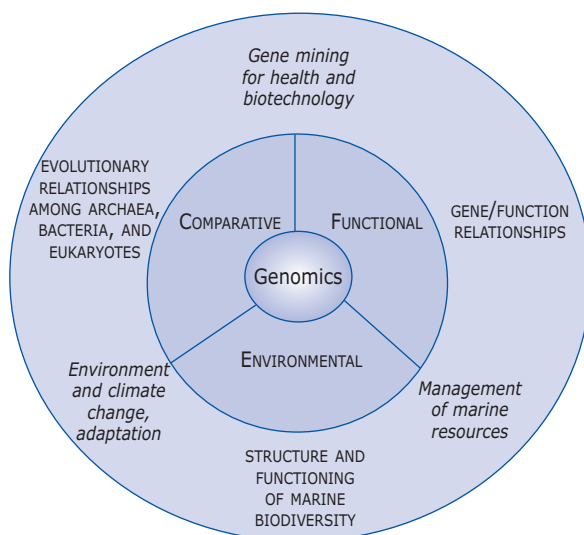 Gene mining
for health and
biotechnology
EVOLUTIONARY
RELATIONSHIPS
AMONG ARCHAEA,
BACTERIA, AND
EUKARYOTES
COMPARATIVE
FUNCTIONAL
GENE/FUNCTION
RELATIONSHIPS
Genomics
ENVIRONMENTAL
Environment
and climate
change,
adaptation
Management
of marine
resources
STRUCTURE AND
FUNCTIONING
OF MARINE
BIODIVERSITY